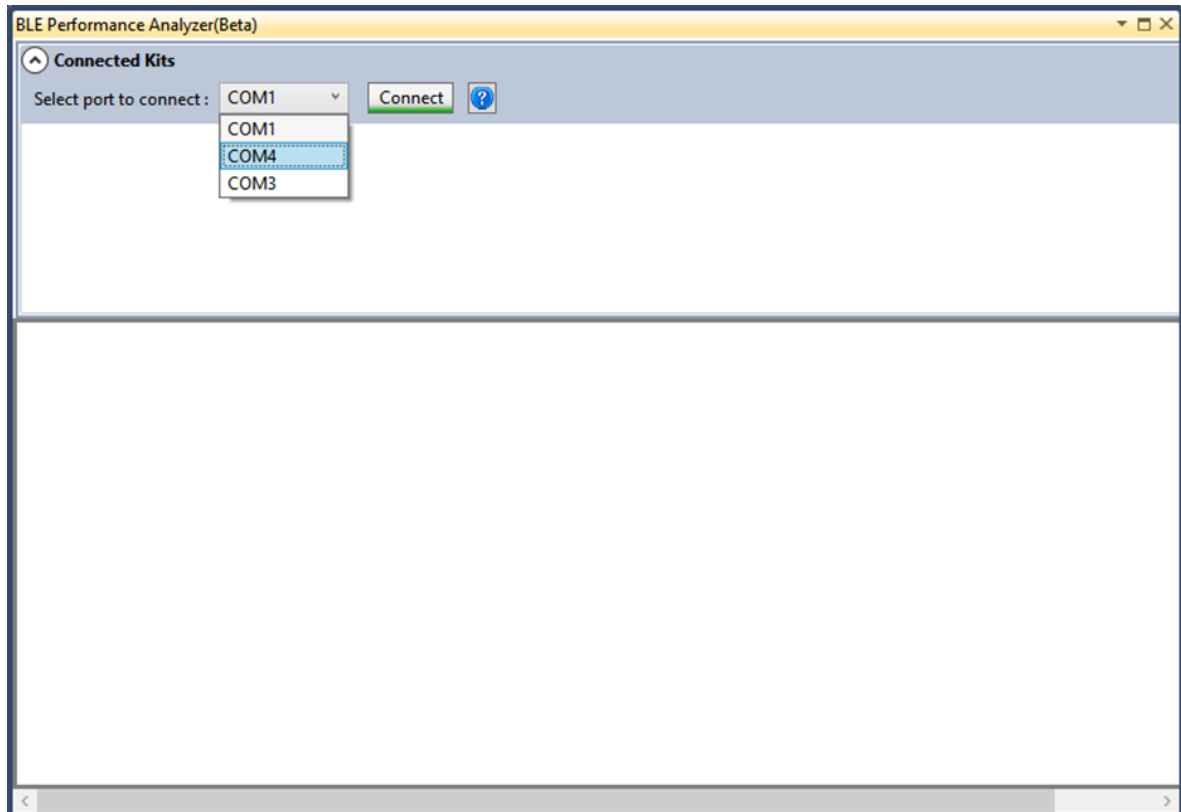 BLE Performance Analyzer(Beta)
Connected Kits
Select port to connect : COM1 Connect ?
COM1
COM4
COM3